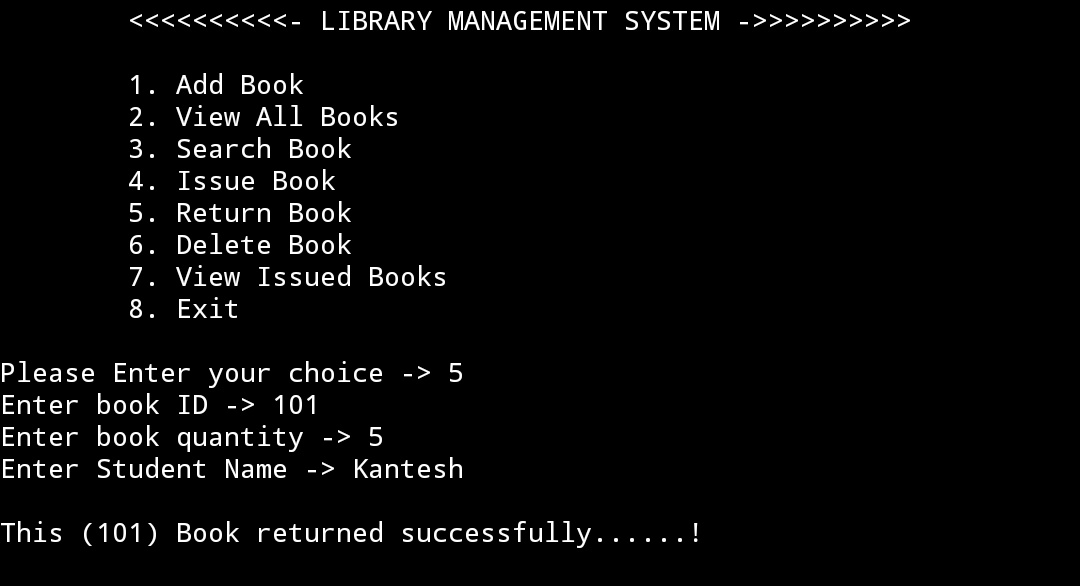 <<<<<<<<<<- LIBRARY MANAGEMENT SYSTEM ->>>>>>>>>>
1. Add Book
2. View All Books
3. Search Book
4. Issue Book
5. Return Book
6. Delete Book
7. View Issued Books
8. Exit
Please Enter your choice -> 5
Enter book ID -> 101
Enter book quantity -> 5
Enter Student Name -> Kantesh
This (101) Book returned successfully......!